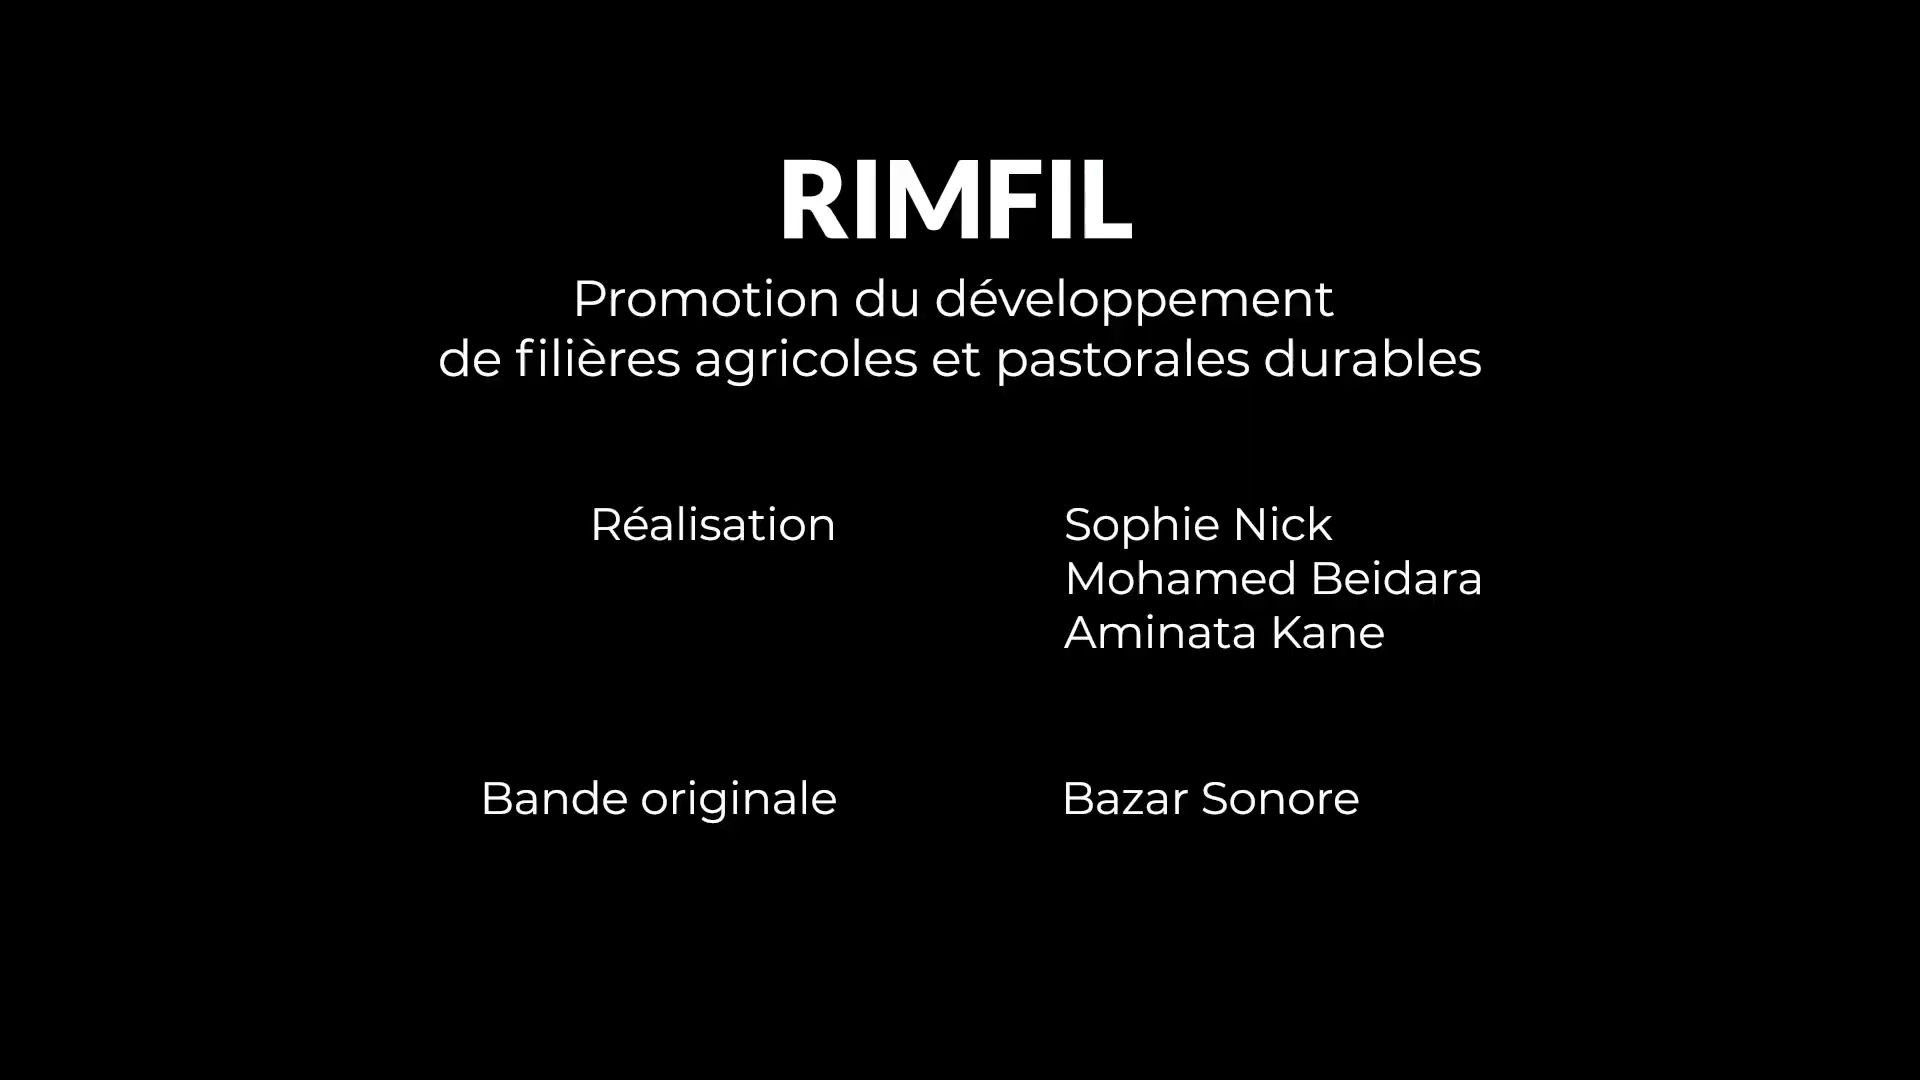 RIMFIL
Promotion du développement
de filières agricoles et pastorales durables
Réalisation
Sophie Nick
Mohamed Beidara
Aminata Kane
Bande originale
Bazar Sonore